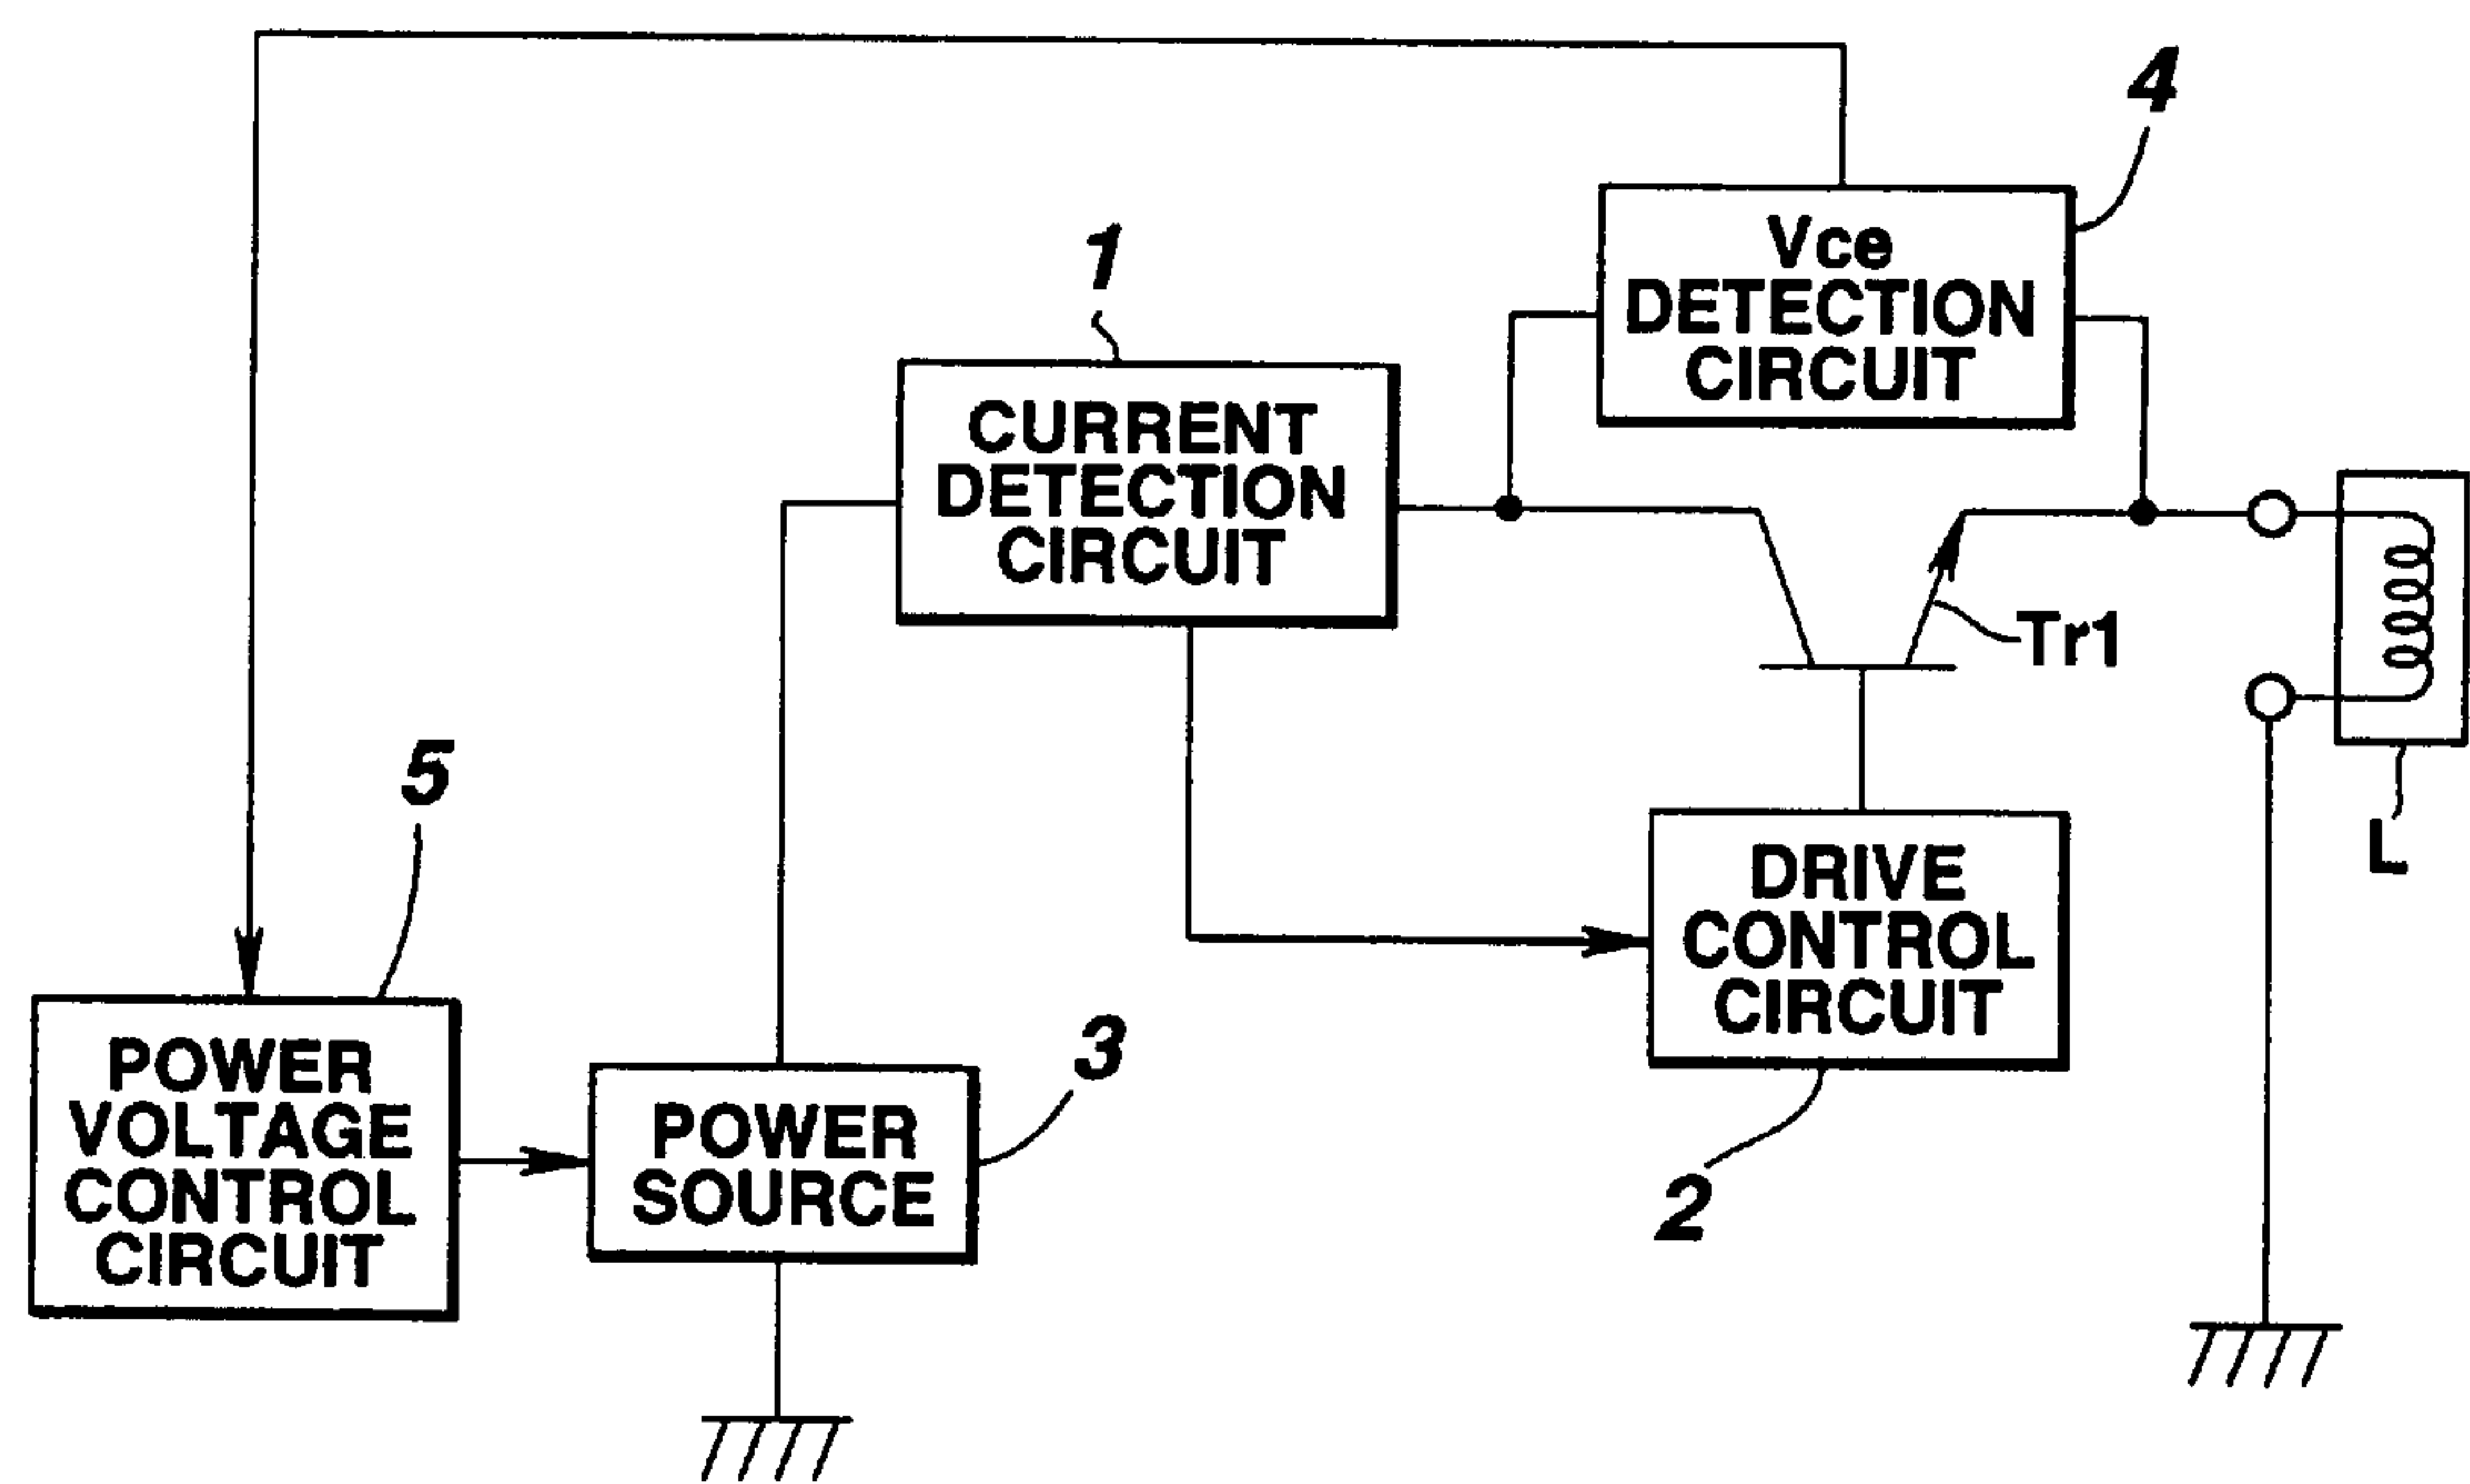 4
Vce
DETECTION
CIRCUIT
1
CURRENT
DETECTION
CIRCUIT
Tr1
L
5
DRIVE
CONTROL
CIRCUIT
2
POWER
VOLTAGE
CONTROL
CIRCUIT
3
POWER
SOURCE